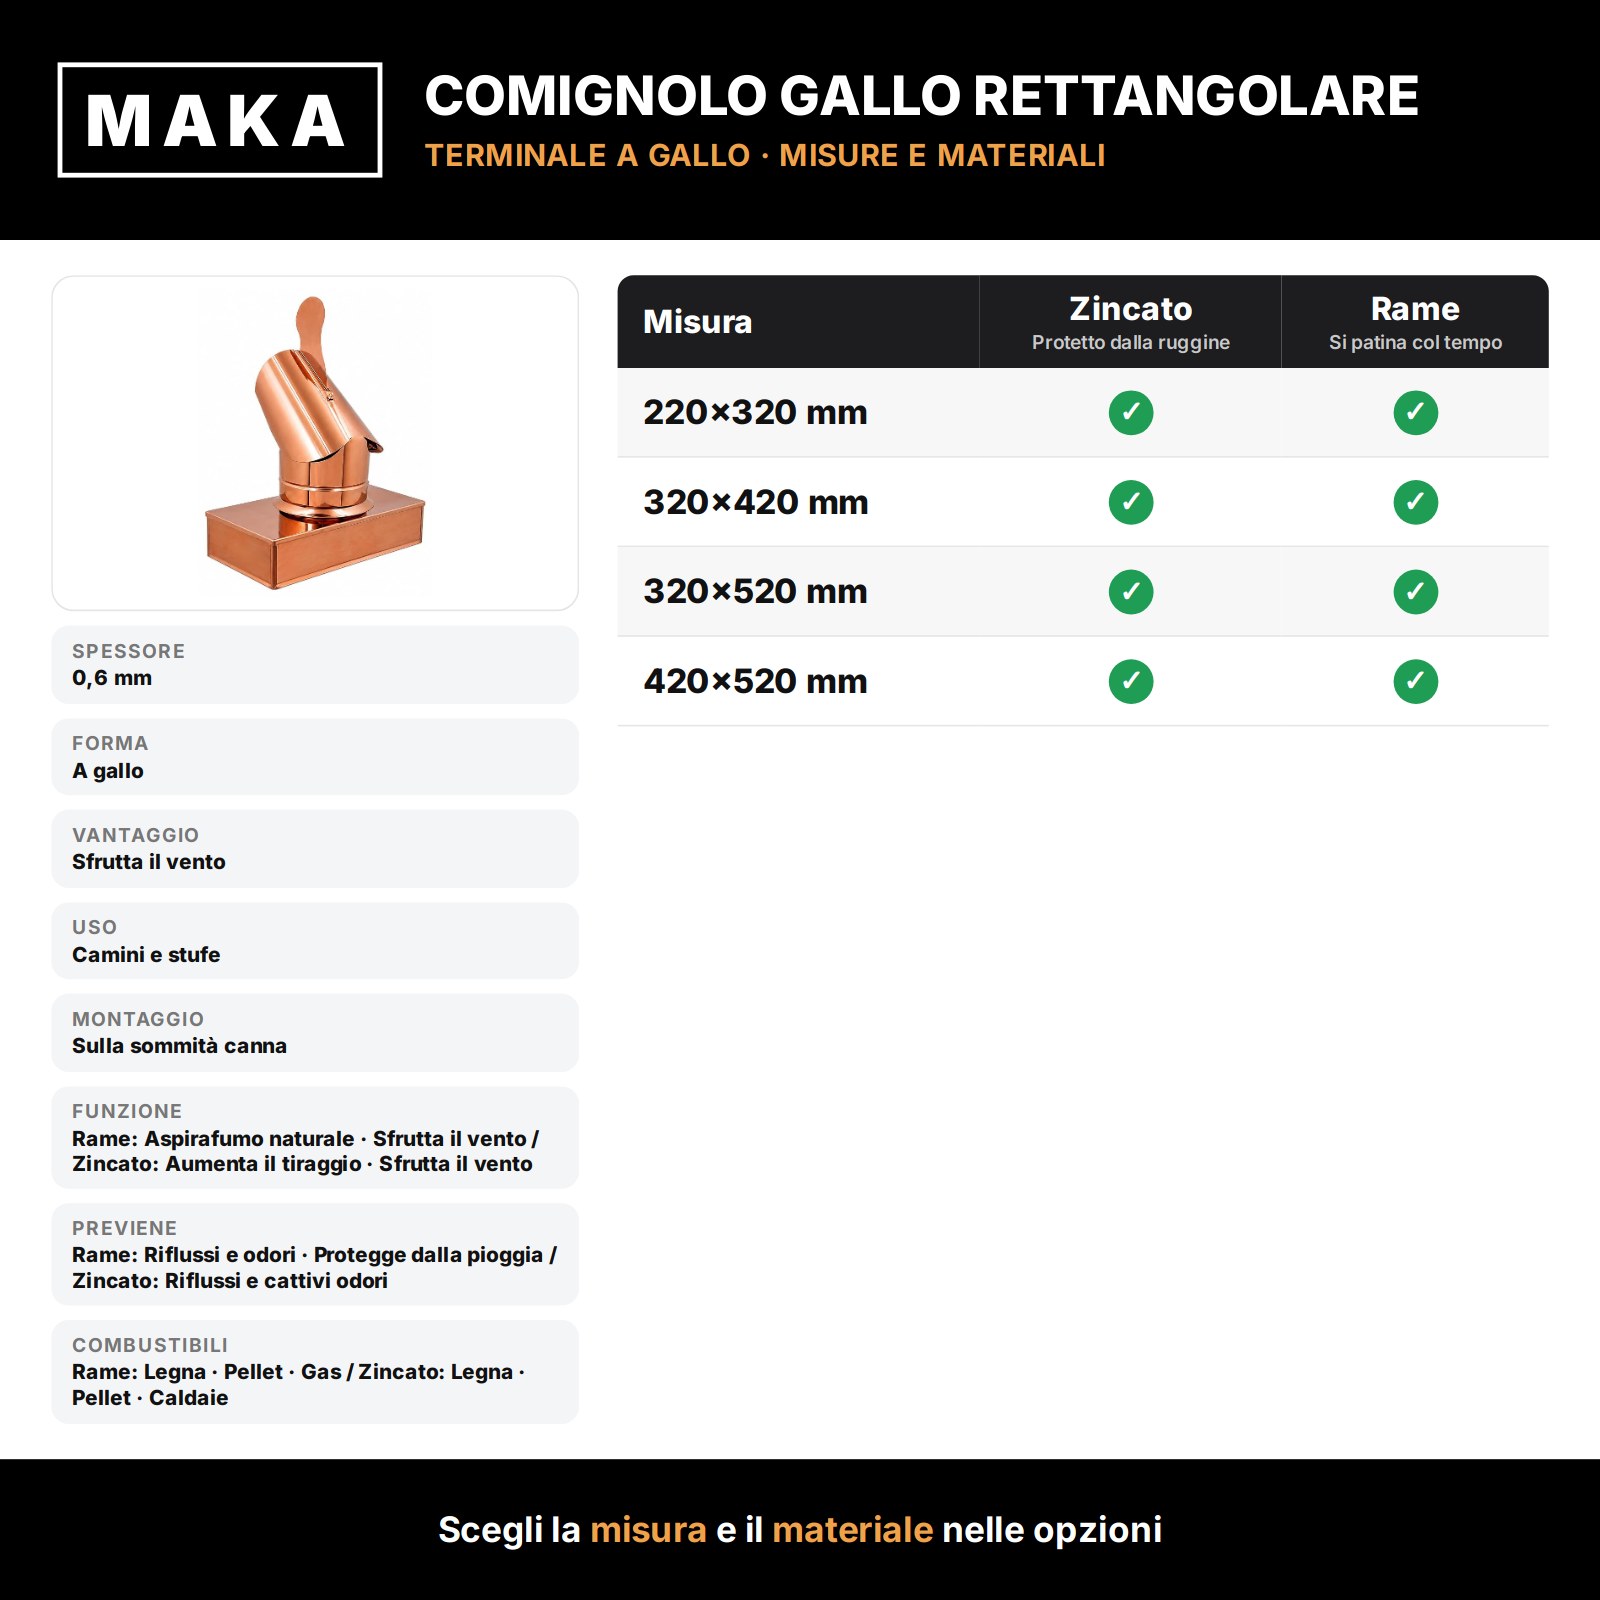 MAKA
COMIGNOLO GALLO RETTANGOLARE
TERMINALE A GALLO · MISURE E MATERIALI
SPESSORE
0,6 mm
FORMA
A gallo
VANTAGGIO
Sfrutta il vento
USO
Camini e stufe
MONTAGGIO
Sulla sommità canna
FUNZIONE
Rame: Aspirafumo naturale · Sfrutta il vento /
Zincato: Aumenta il tiraggio · Sfrutta il vento
PREVIENE
Rame: Riflussi e odori · Protegge dalla pioggia /
Zincato: Riflussi e cattivi odori
COMBUSTIBILI
Rame: Legna · Pellet · Gas / Zincato: Legna ·
Pellet · Caldaie
Misura Zincato Rame
Protetto dalla ruggine Si patina col tempo
220×320 mm ✓ ✓
320×420 mm ✓ ✓
320×520 mm ✓ ✓
420×520 mm ✓ ✓
Scegli la misura e il materiale nelle opzioni